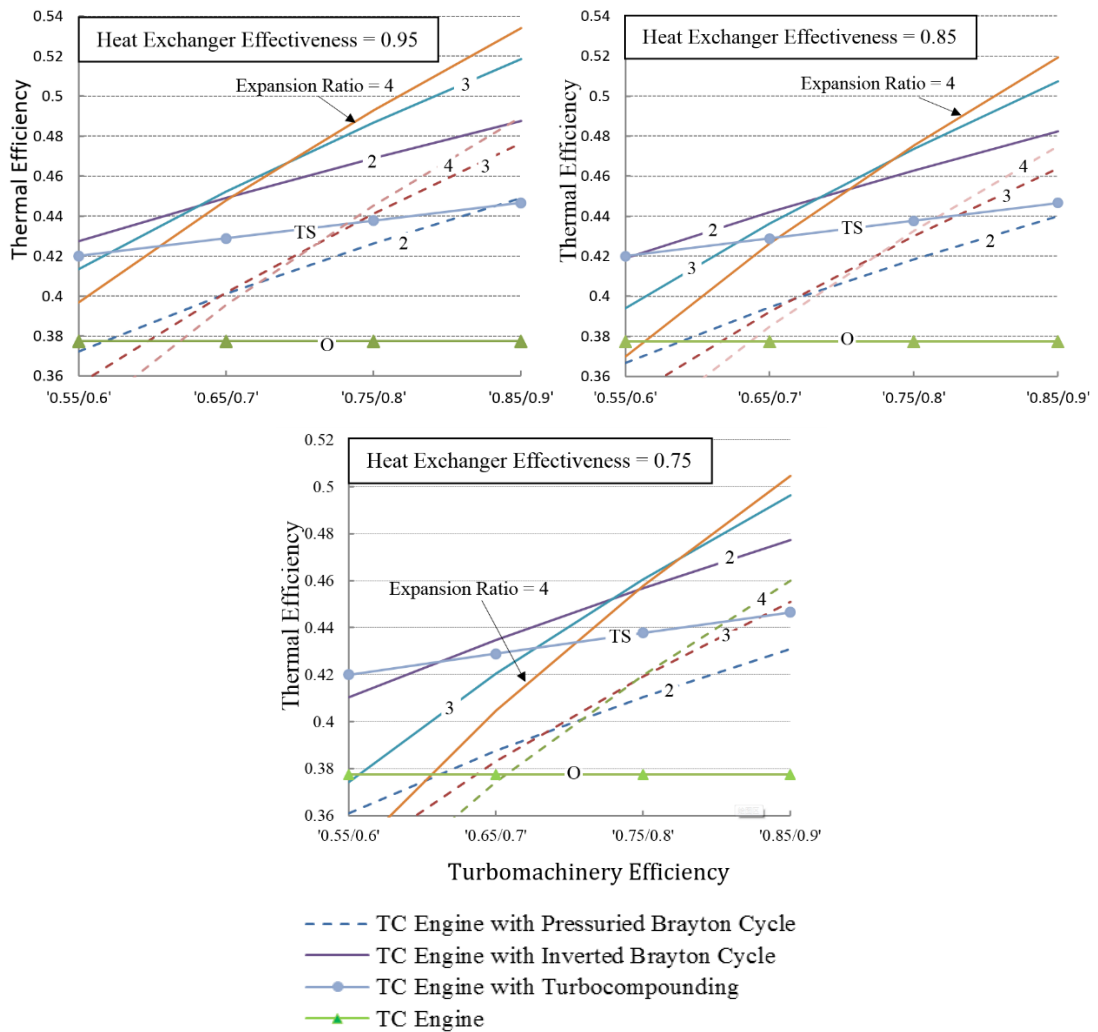 Heat Exchanger Effectiveness = 0.95
Thermal Efficiency
0.54
0.52
0.5
0.48
0.46
0.44
0.42
0.4
0.38
0.36
Expansion Ratio = 4
3
2
4
3
TS
2
O
'0.55/0.6'
'0.65/0.7'
'0.75/0.8'
'0.85/0.9'
Heat Exchanger Effectiveness = 0.85
Thermal Efficiency
0.54
0.52
0.5
0.48
0.46
0.44
0.42
0.4
0.38
0.36
Expansion Ratio = 4
3
2
4
3
TS
2
3
O
'0.55/0.6'
'0.65/0.7'
'0.75/0.8'
'0.85/0.9'
Heat Exchanger Effectiveness = 0.75
Thermal Efficiency
0.52
0.5
0.48
0.46
0.44
0.42
0.4
0.38
0.36
2
Expansion Ratio = 4
4
TS
3
2
3
O
'0.55/0.6'
'0.65/0.7'
'0.75/0.8'
'0.85/0.9'
Turbomachinery Efficiency
TC Engine with Pressuried Brayton Cycle
TC Engine with Inverted Brayton Cycle
TC Engine with Turbocompounding
TC Engine